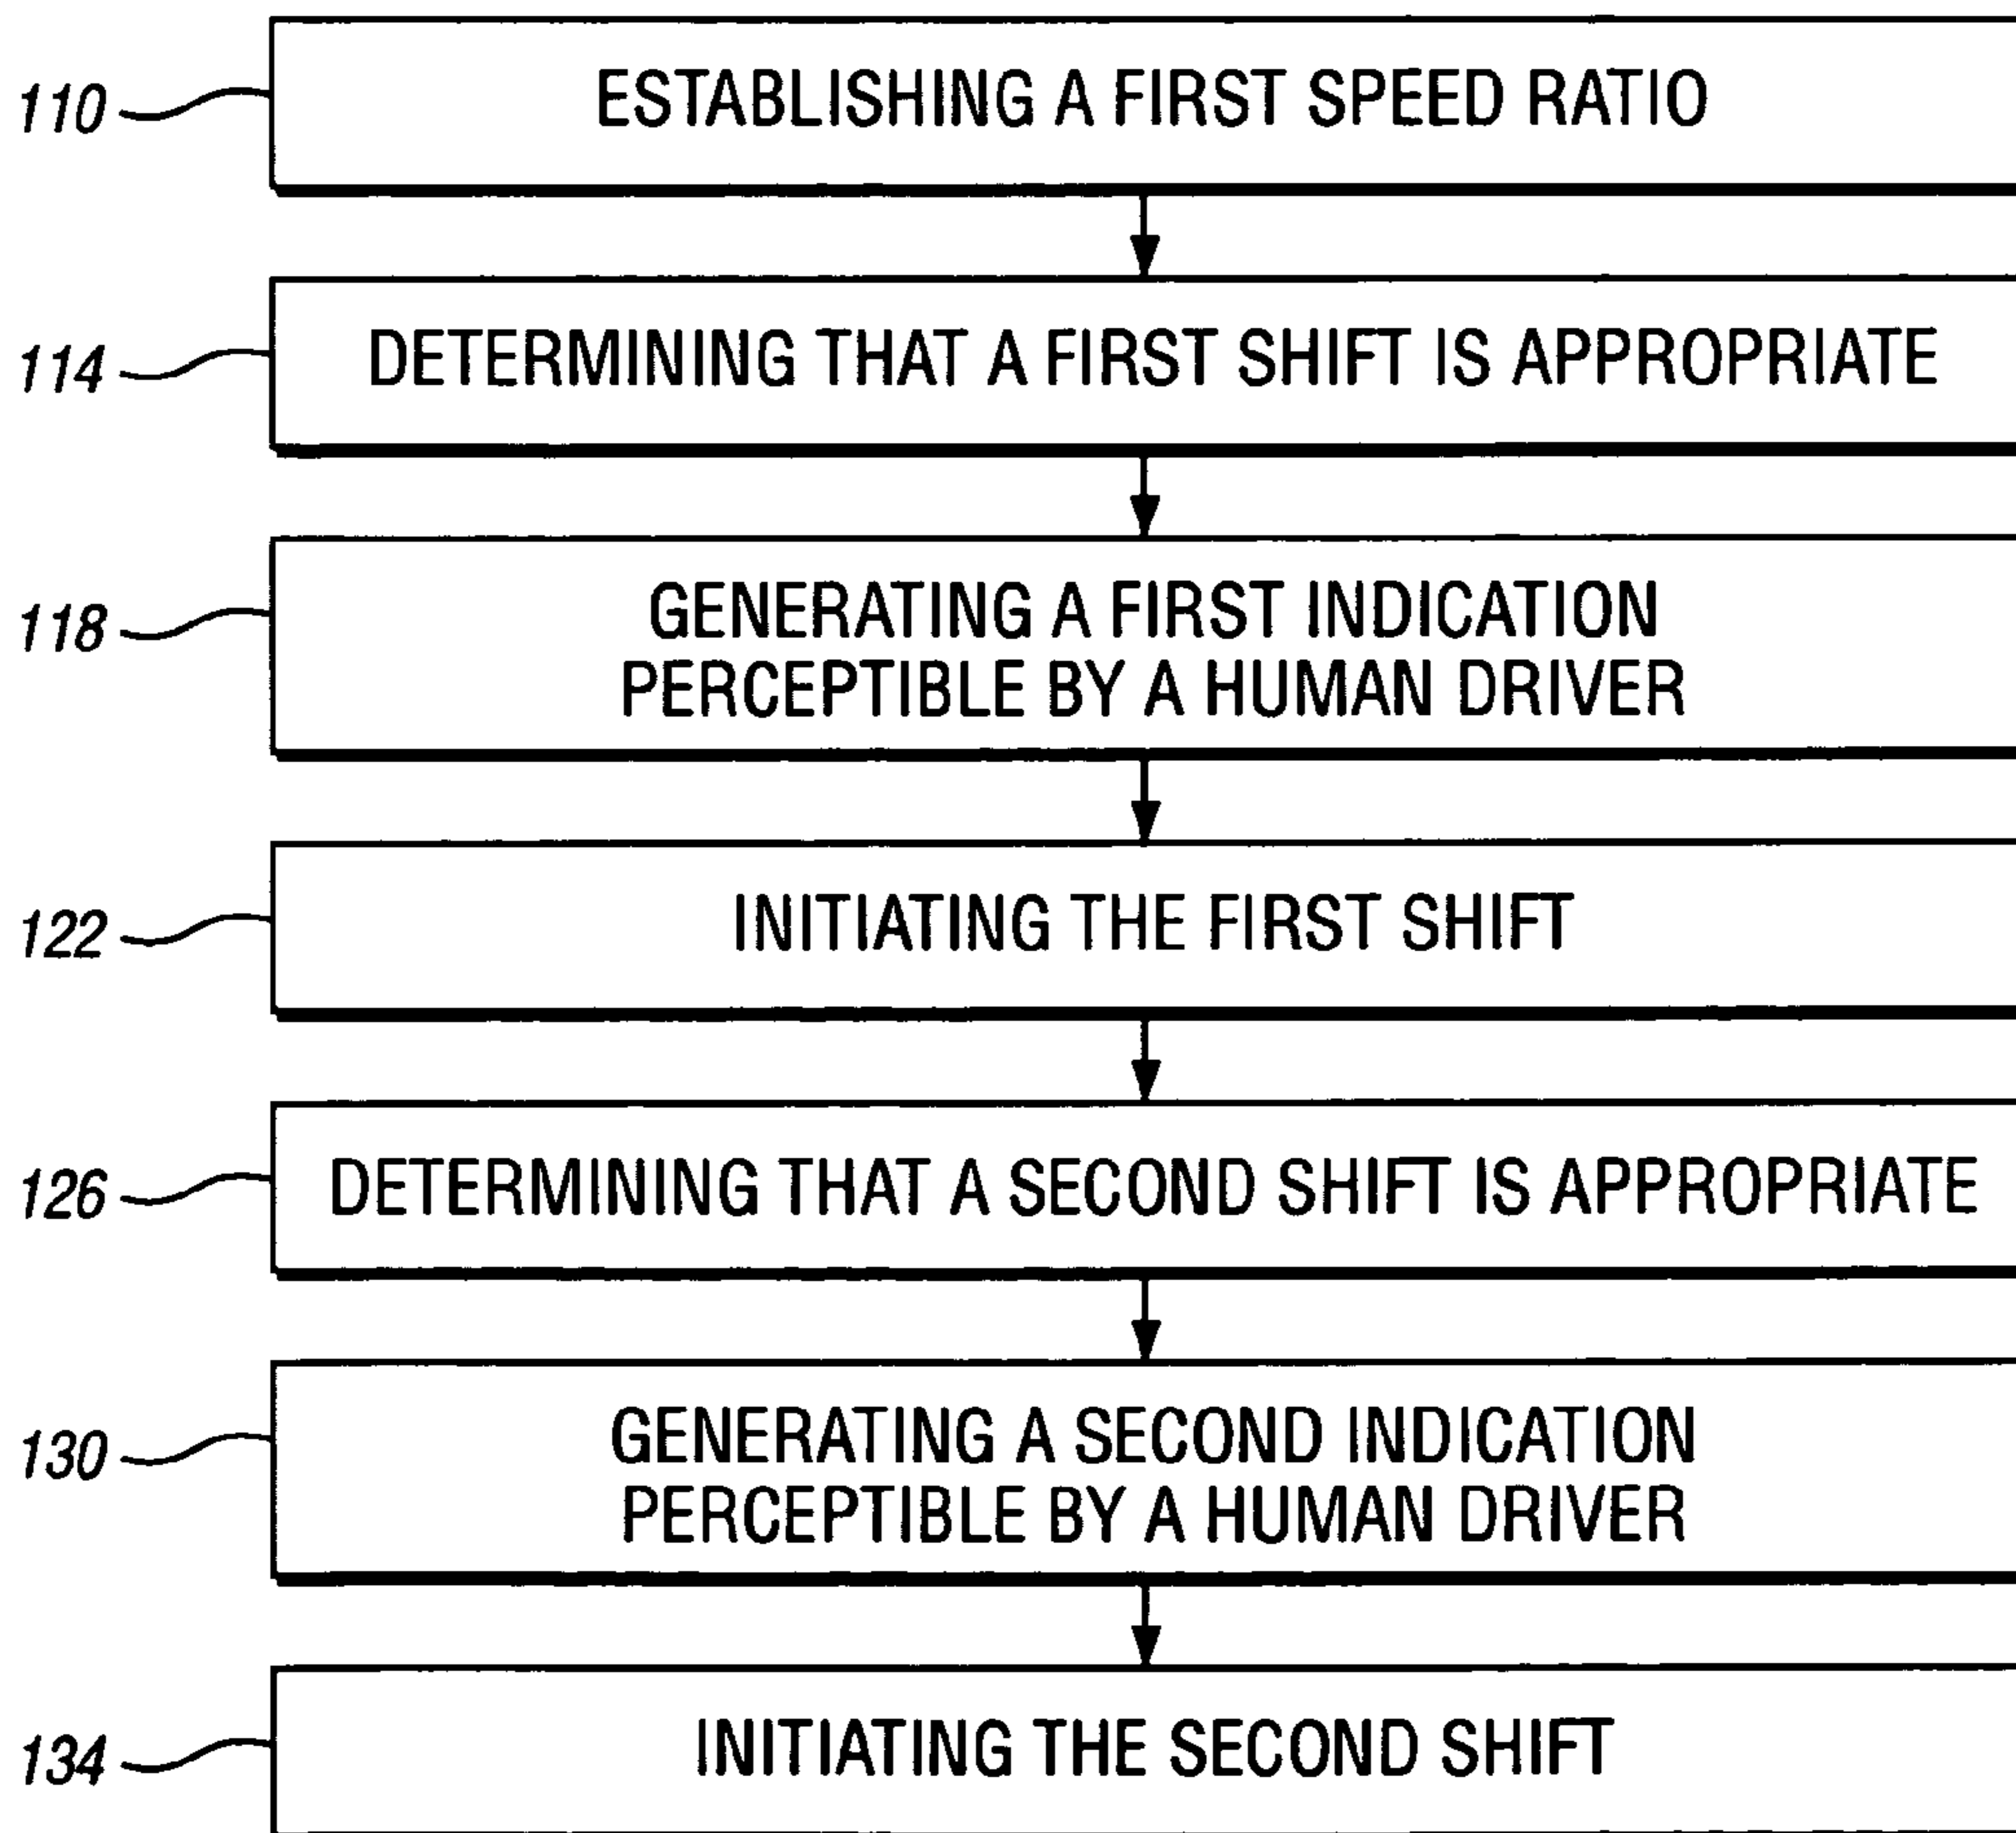 110 ESTABLISHING A FIRST SPEED RATIO
114 DETERMINING THAT A FIRST SHIFT IS APPROPRIATE
118 GENERATING A FIRST INDICATION
PERCEPTIBLE BY A HUMAN DRIVER
122 INITIATING THE FIRST SHIFT
126 DETERMINING THAT A SECOND SHIFT IS APPROPRIATE
130 GENERATING A SECOND INDICATION
PERCEPTIBLE BY A HUMAN DRIVER
134 INITIATING THE SECOND SHIFT